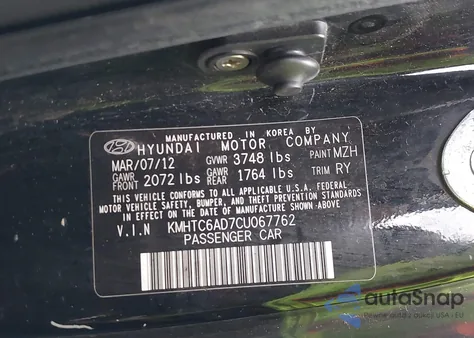 MANUFACTURED IN KOREA BY
HYUNDAI MOTOR COMPANY
MAR/07/12 GVWR 3748 lbs PAINT MZH
GAWR FRONT 2072 lbs GAWR REAR 1764 lbs TRIM RY
THIS VEHICLE CONFORMS TO ALL APPLICABLE U.S.A. FEDERAL
MOTOR VEHICLE SAFETY, BUMPER, AND THEFT PREVENTION STANDARDS
IN EFFECT ON THE DATE OF MANUFACTURE SHOWN ABOVE.
V.I.N KMHTC6AD7CU067762
PASSENGER CAR
autoSnap